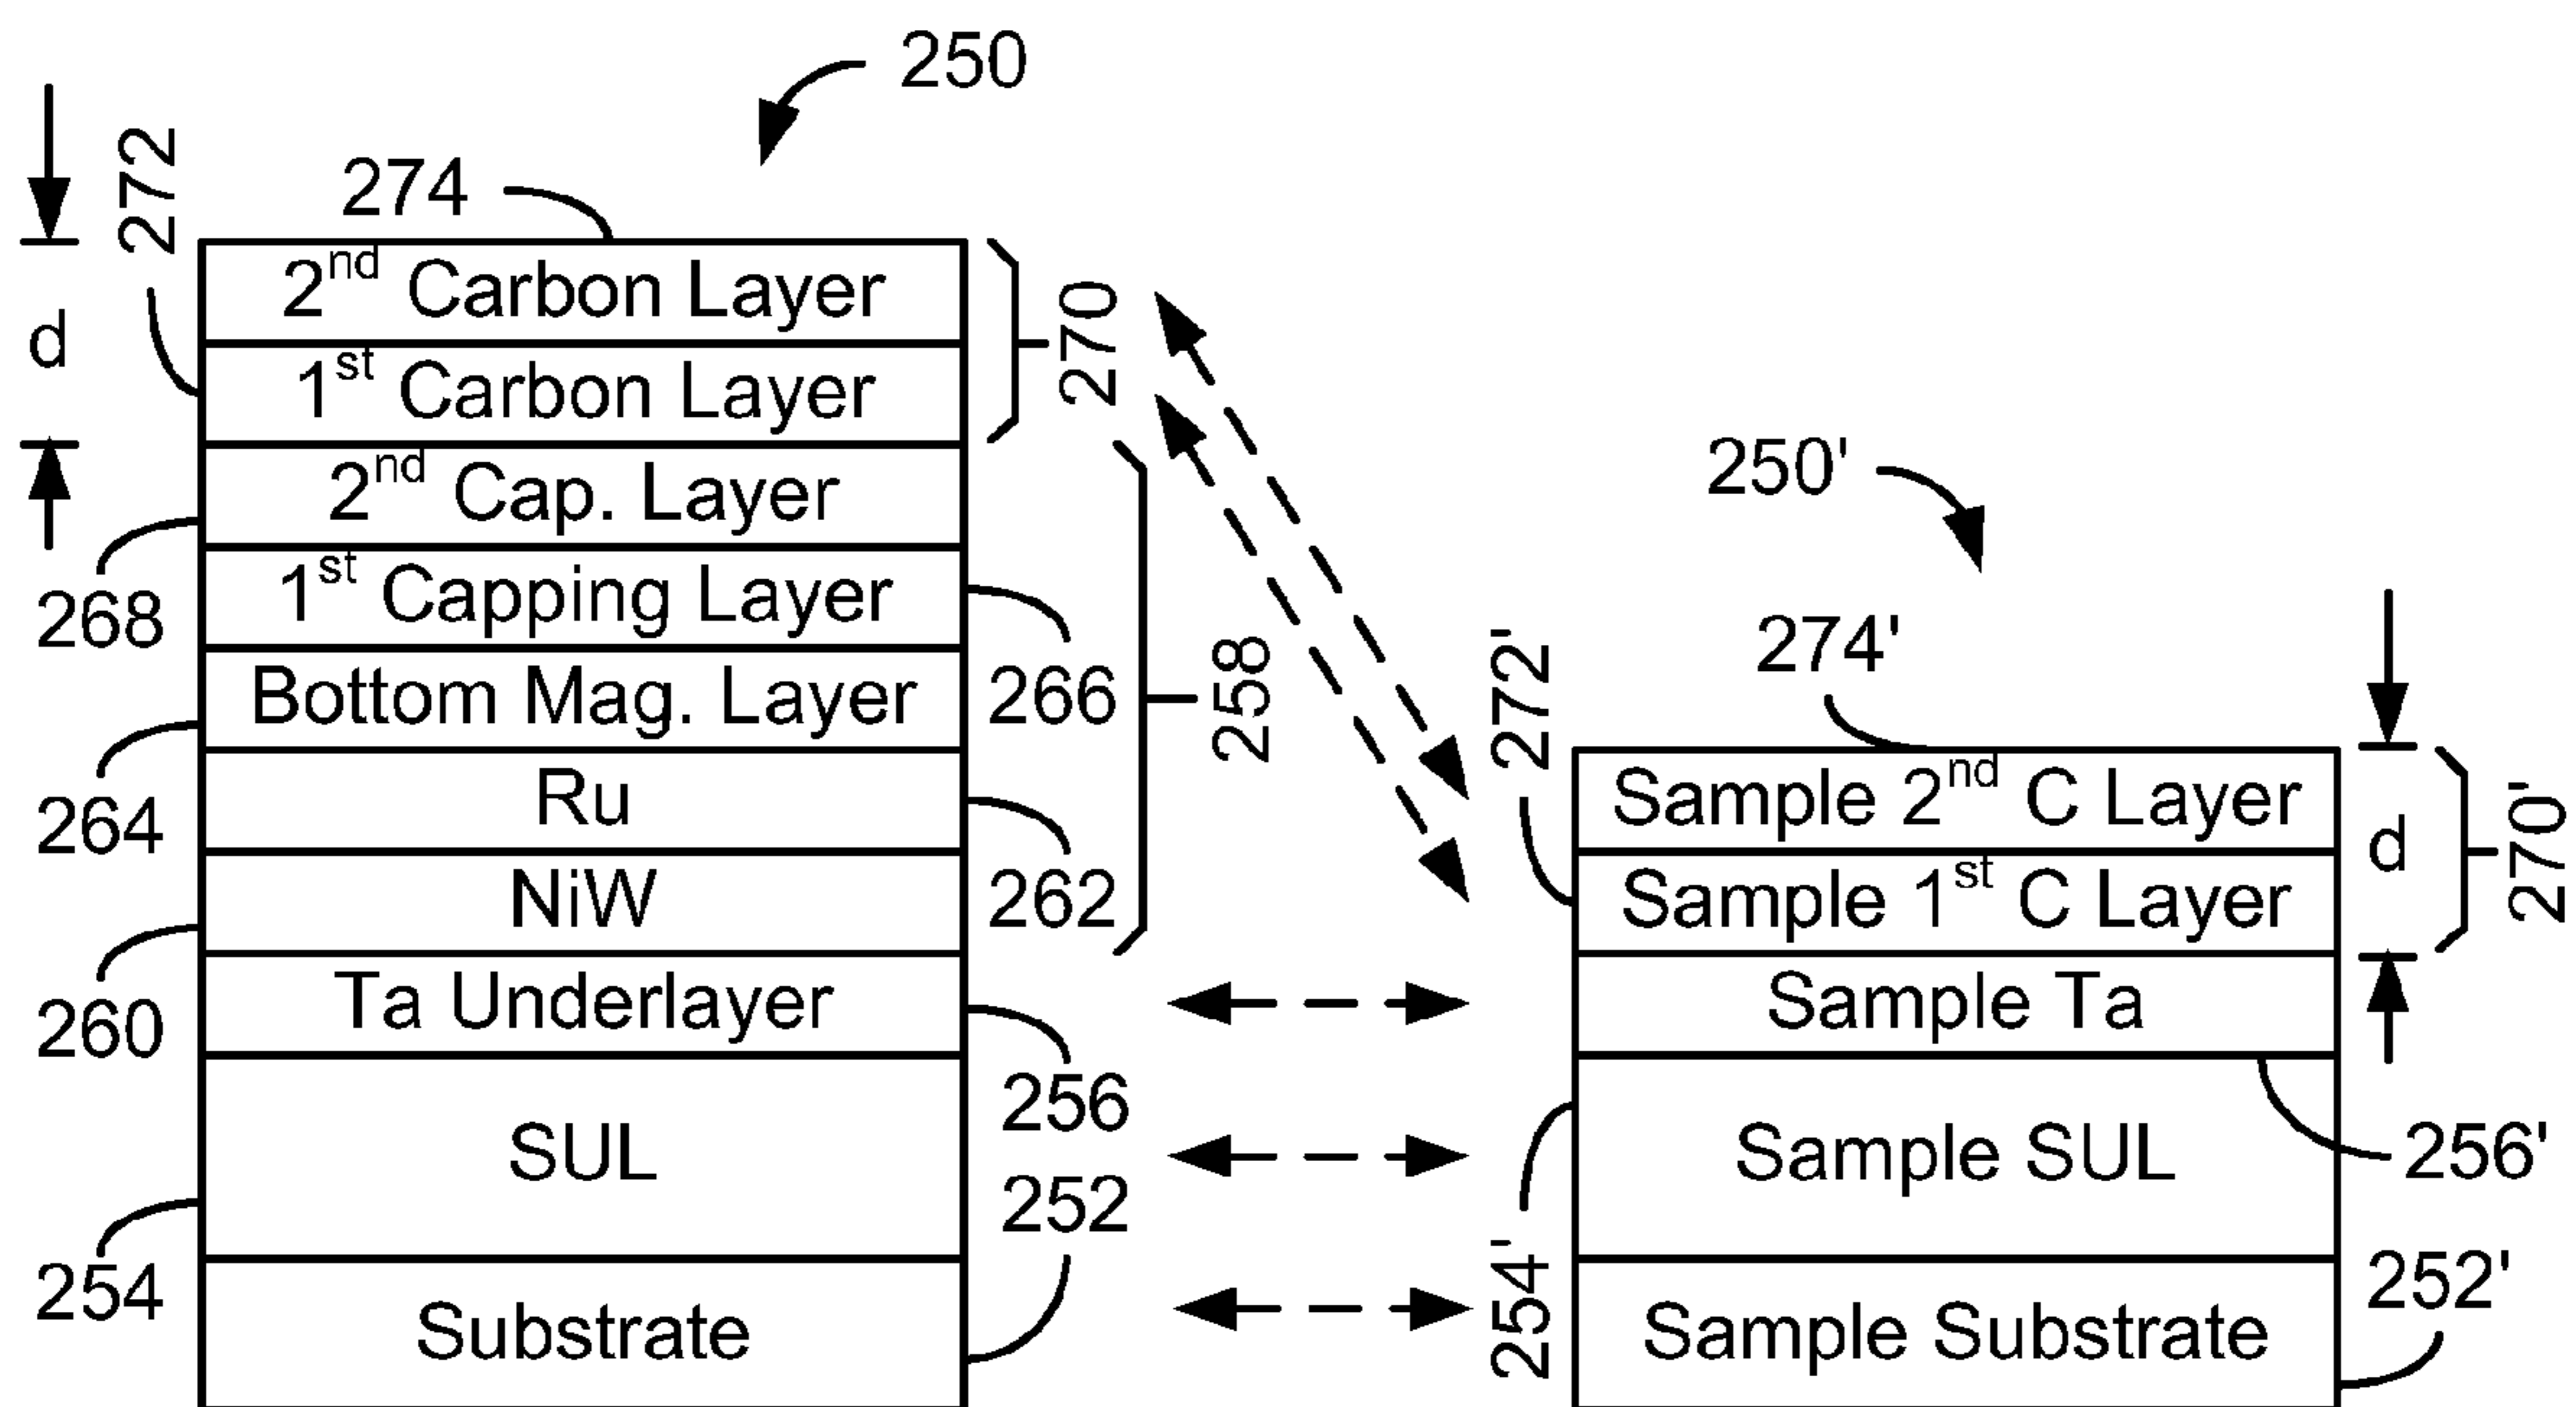 250
272
274
2nd Carbon Layer
d
270
1st Carbon Layer
2nd Cap. Layer
268
1st Capping Layer
266
258
Bottom Mag. Layer
264
Ru
262
NiW
260
Ta Underlayer
256
SUL
254
252
Substrate
250'
274'
272'
Sample 2nd C Layer
d
270'
Sample 1st C Layer
Sample Ta
256'
Sample SUL
254'
252'
Sample Substrate